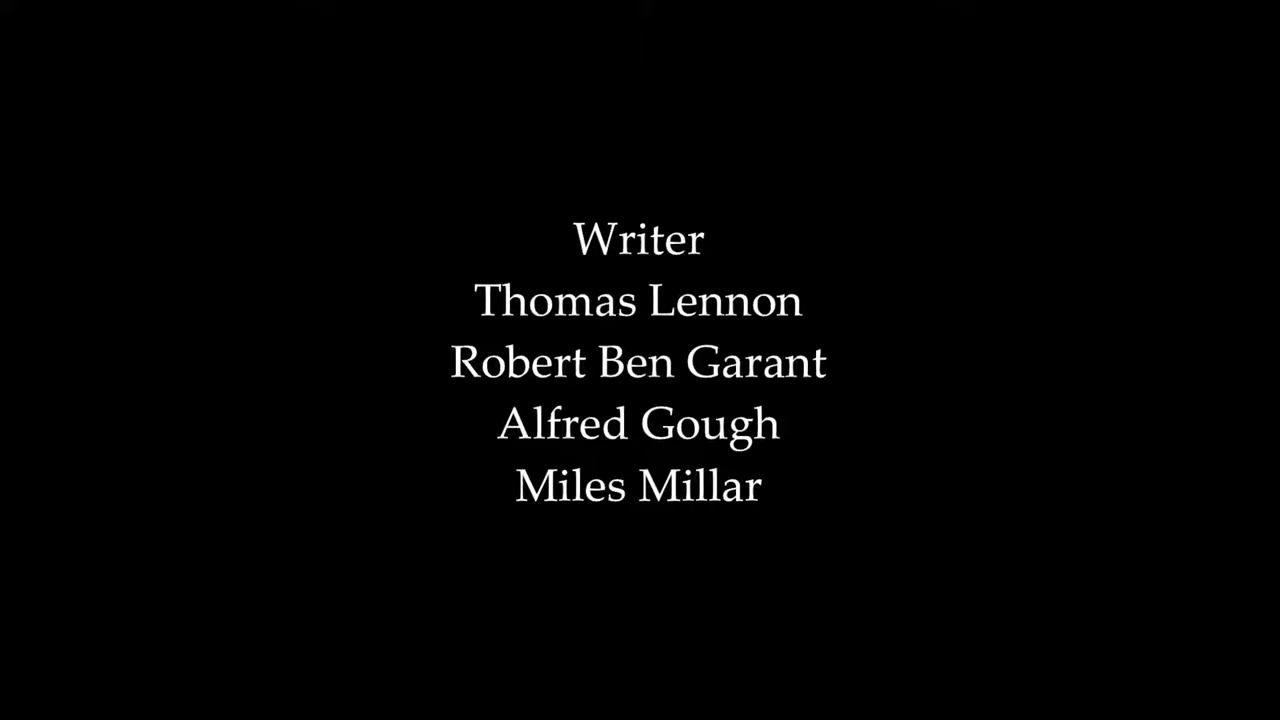 Writer
Thomas Lennon
Robert Ben Garant
Alfred Gough
Miles Millar